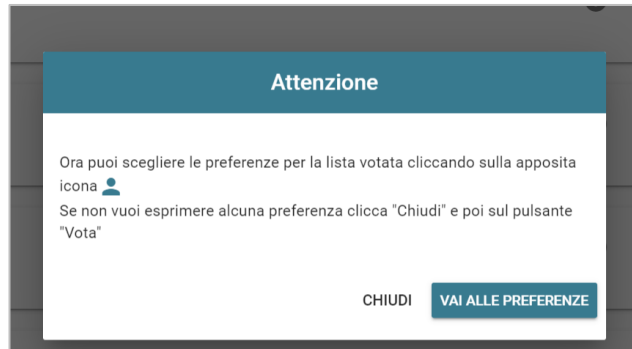 Attenzione
Ora puoi scegliere le preferenze per la lista votata cliccando sulla apposita
icona
Se non vuoi esprimere alcuna preferenza clicca "Chiudi" e poi sul pulsante
"Vota"
CHIUDI VAI ALLE PREFERENZE